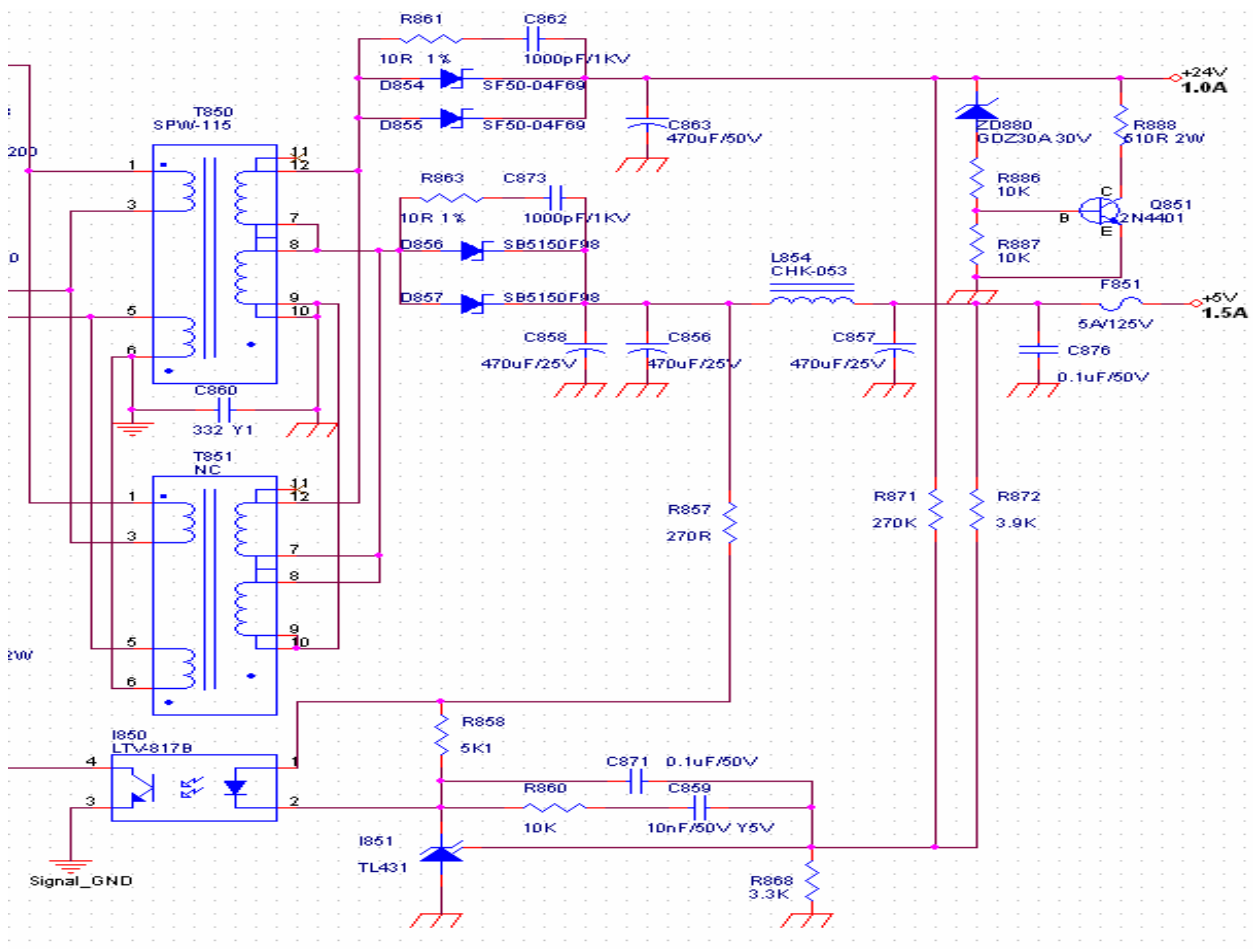 R861 C862
10R 1% 1000pF/1KV
D854 SF50-04F69
D855 SF50-04F69
+24V
1.0A
T850
SPW-115
C863
470uF/50V
ZD880
GDZ30A 30V
R888
510R 2W
200
1
3
5
6
11
12
7
8
9
10
R863 C873
10R 1% 1000pF/1KV
D856 SB5150F98
D857 SB5150F98
R886
10K
R887
10K
C
B
E
Q851
2N4401
0
L854
CHK-053
F851
5A/125V
+5V
1.5A
C858
470uF/25V
C856
470uF/25V
C857
470uF/25V
C876
0.1uF/50V
C860
332 Y1
T851
NC
1
3
5
6
11
12
7
8
9
10
R857
270R
R871
270K
R872
3.9K
2W
I850
LTV-817B
4
3
1
2
R858
5K1
C871 0.1uF/50V
R860
10K
C859
10nF/50V Y5V
I851
TL431
R868
3.3K
Signal_GND